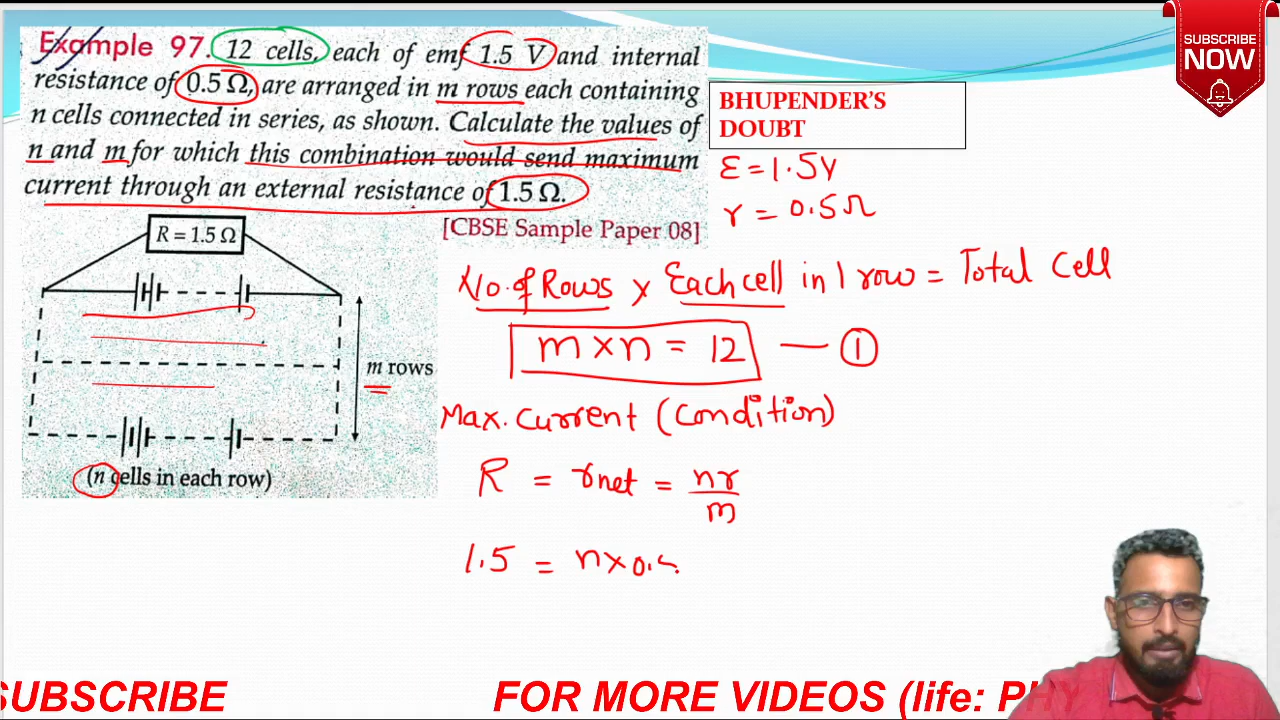 Example 97. 12 cells, each of emf 1.5 V and internal
resistance of 0.5 Ω, are arranged in m rows each containing
n cells connected in series, as shown. Calculate the values of
n and m for which this combination would send maximum
current through an external resistance of 1.5 Ω.
[CBSE Sample Paper 08]
R = 1.5 Ω
m rows
(n cells in each row)
SUBSCRIBE
NOW
BHUPENDER'S
DOUBT
ε = 1.5V
r = 0.5Ω
No. of Rows x Each cell in 1 row = Total Cell
m x n = 12 — ①
Max. Current (Condition)
R = rnet = nr/m
1.5 = n x 0.5
SUBSCRIBE FOR MORE VIDEOS (life: PHY